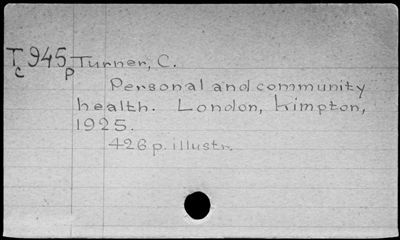 T 945 Turner, C.
c p
Personal and community
health. London, Kimpton,
1925.
426 p. illustr.